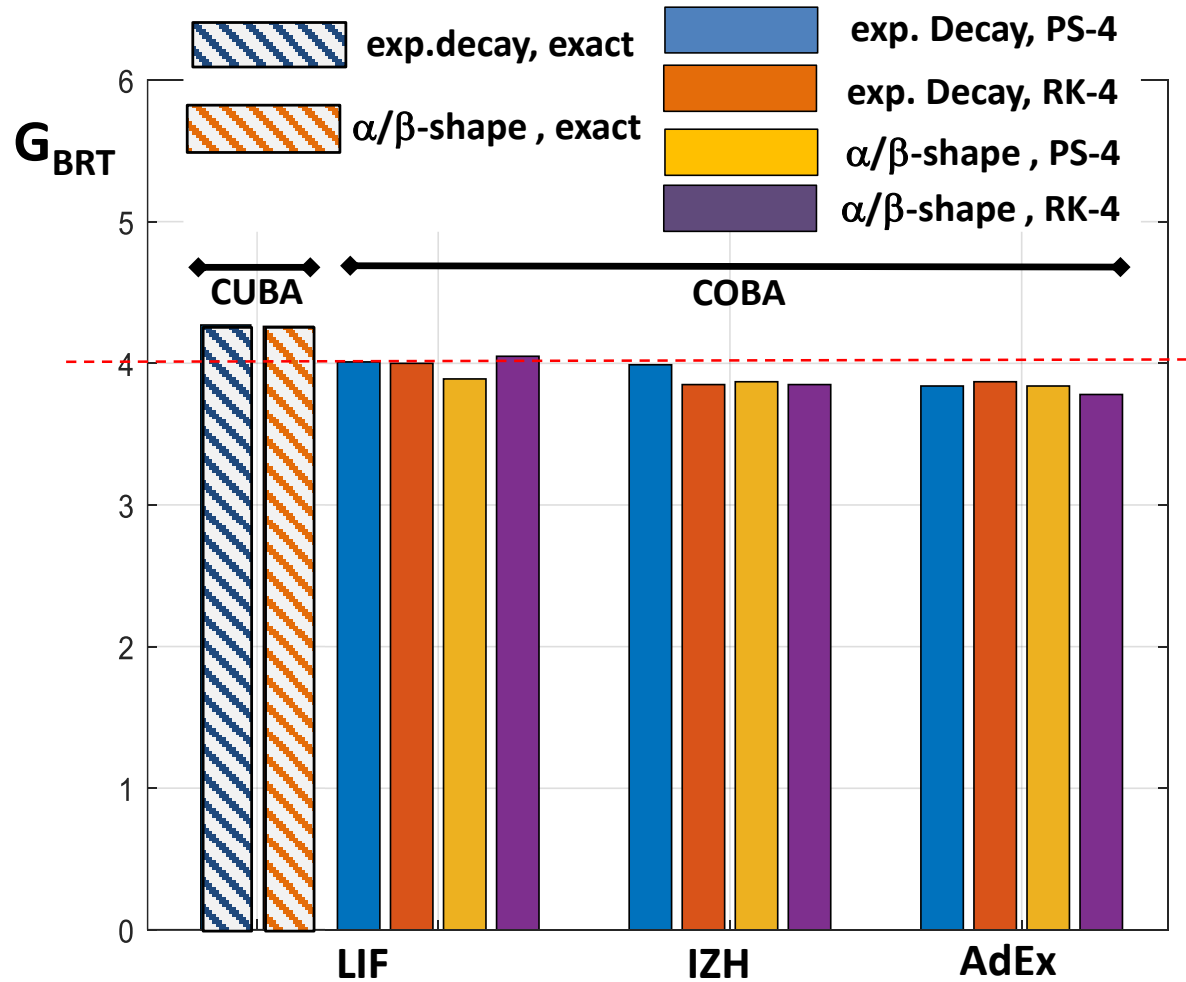 exp.decay, exact
α/β-shape , exact
exp. Decay, PS-4
exp. Decay, RK-4
α/β-shape , PS-4
α/β-shape , RK-4
G_BRT
6
5
4
3
2
1
0
CUBA
COBA
LIF
IZH
AdEx